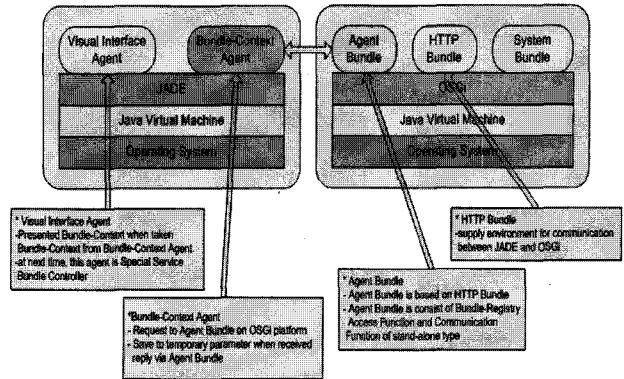 Visual Interface
Agent
Bundle-Context
Agent
JADE
Java Virtual Machine
Operating System
Agent
Bundle
HTTP
Bundle
System
Bundle
OSGi
Java Virtual Machine
Operating System
* Visual Interface Agent
-Presented Bundle-Context when taken
Bundle-Context from Bundle-Context Agent.
-at next time, this agent is Special Service
Bundle Controller
*Bundle-Context Agent
- Request to Agent Bundle on OSGi platform
- Save to temporary parameter when received
reply via Agent Bundle
* Agent Bundle
- Agent Bundle is based on HTTP Bundle
- Agent Bundle is consist of Bundle-Registry
Access Function and Communication
Function of stand-alone type
* HTTP Bundle
-supply environment for communication
between JADE and OSGi